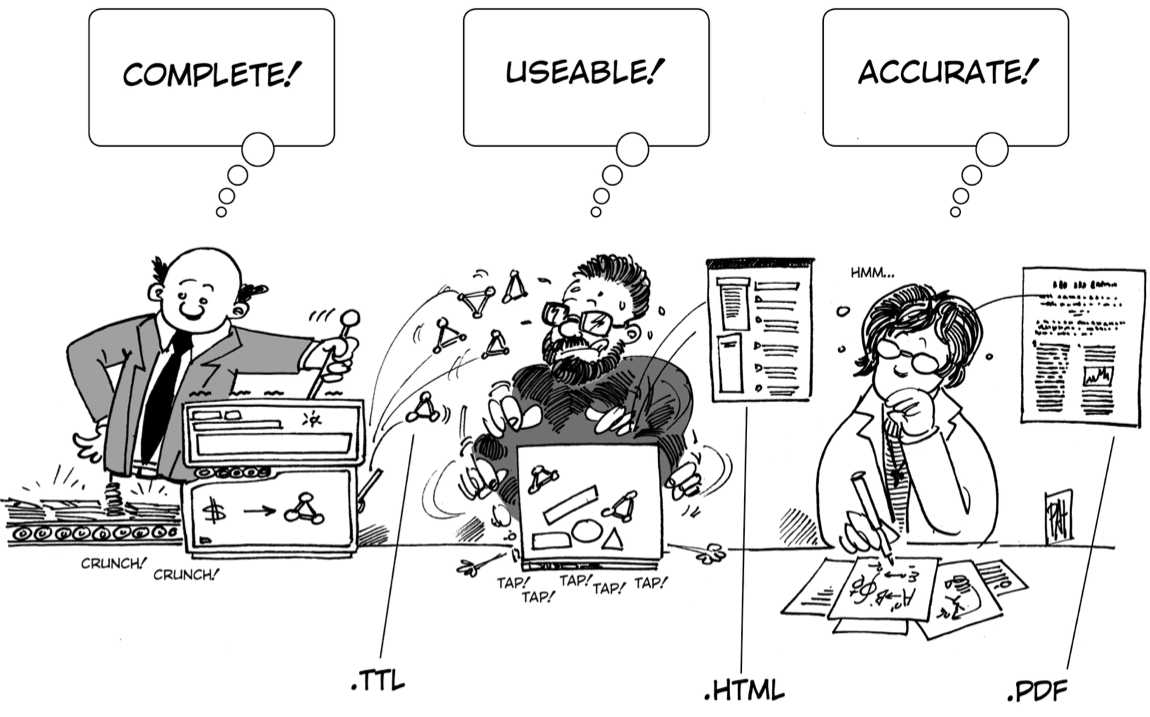 COMPLETE!
USEABLE!
ACCURATE!
HMM...
$
CRUNCH!
CRUNCH!
TAP!
TAP!
TAP!
TAP!
TAP!
.TTL
.HTML
.PDF